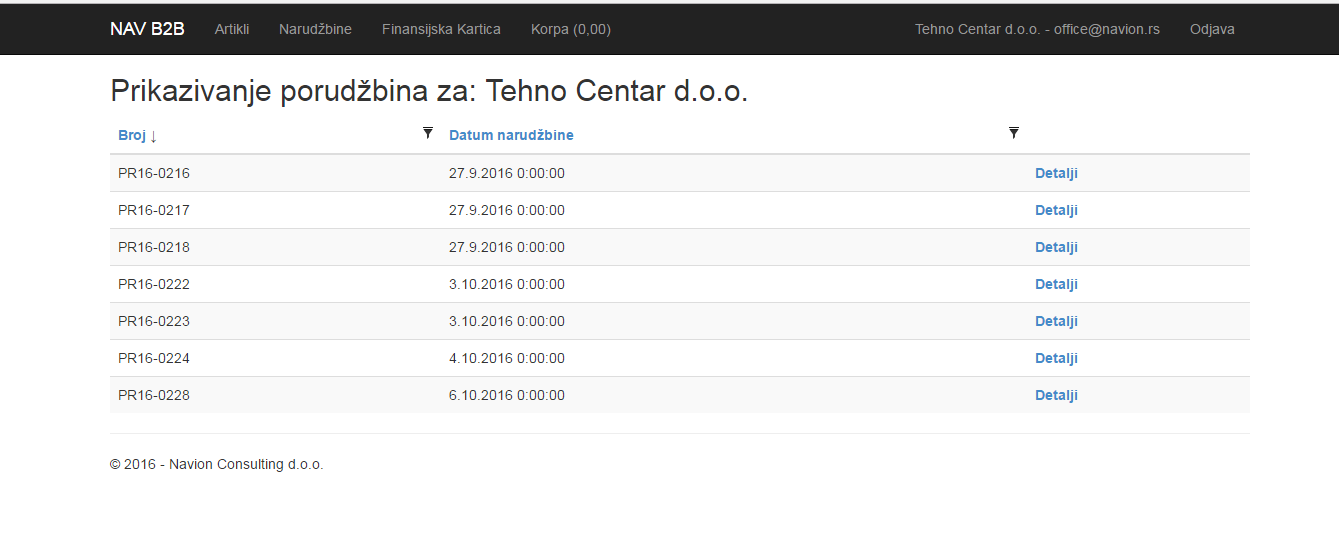 NAV B2B Artikli Narudžbine Finansijska Kartica Korpa (0,00) Tehno Centar d.o.o. - office@navion.rs Odjava
Prikazivanje porudžbina za: Tehno Centar d.o.o.
Broj ↓ Datum narudžbine
PR16-0216 27.9.2016 0:00:00 Detalji
PR16-0217 27.9.2016 0:00:00 Detalji
PR16-0218 27.9.2016 0:00:00 Detalji
PR16-0222 3.10.2016 0:00:00 Detalji
PR16-0223 3.10.2016 0:00:00 Detalji
PR16-0224 4.10.2016 0:00:00 Detalji
PR16-0228 6.10.2016 0:00:00 Detalji
© 2016 - Navion Consulting d.o.o.